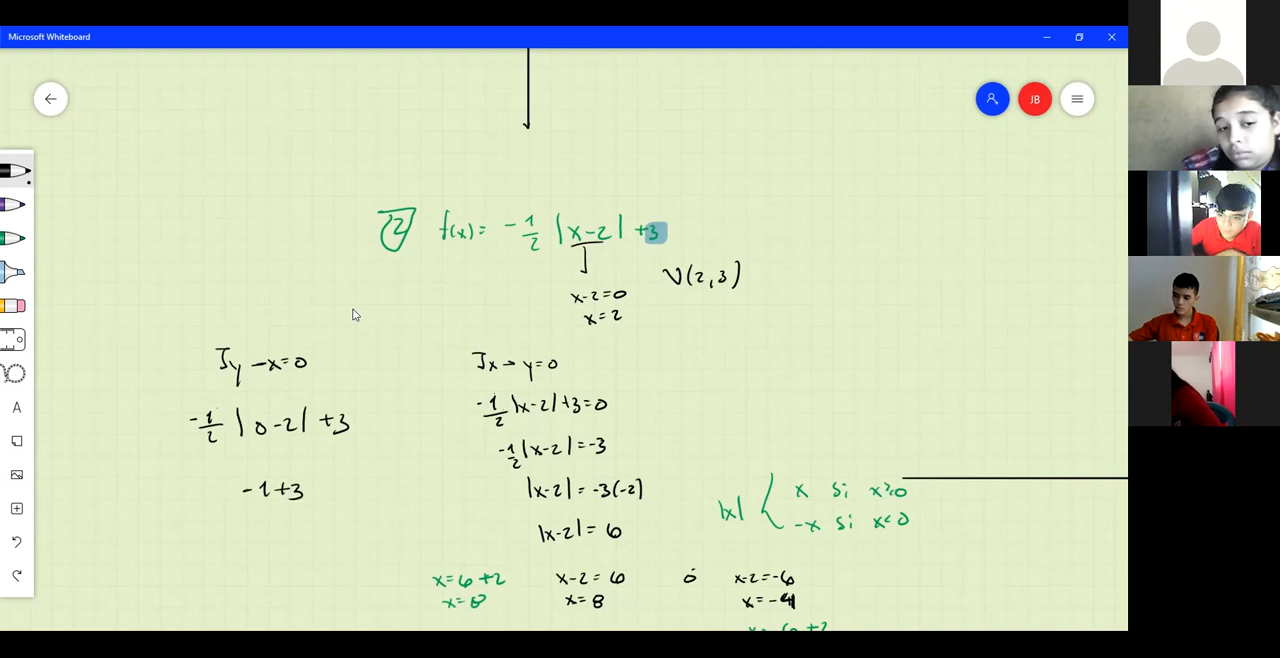 Microsoft Whiteboard
JB
A
2 f(x)= -1/2 |x-2| +3
x-2=0
x=2
V(2,3)
Iy →x=0
-1/2 |0-2| +3
-1+3
Ix→ y=0
-1/2 |x-2|+3=0
-1/2|x-2|=-3
|x-2|= -3(-2)
|x-2|= 6
|x| { x si x≥0
-x si x<0
x=6+2
x=8
x-2=6
x=8
ó
x-2=-6
x=-4